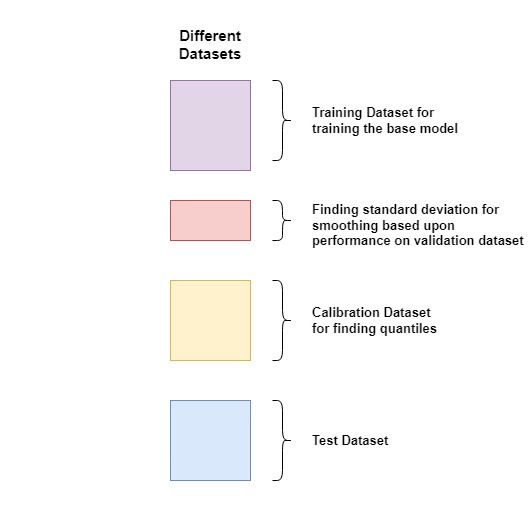 Different
Datasets
Training Dataset for
training the base model
Finding standard deviation for
smoothing based upon
performance on validation dataset
Calibration Dataset
for finding quantiles
Test Dataset